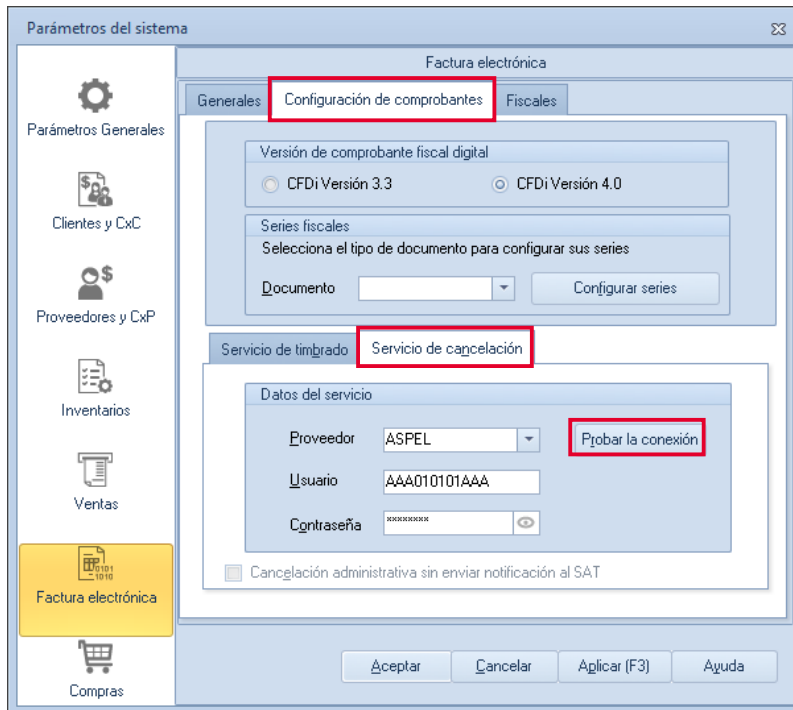 Parámetros del sistema
Factura electrónica
Parámetros Generales
Clientes y CxC
Proveedores y CxP
Inventarios
Ventas
Factura electrónica
Compras
Generales Configuración de comprobantes Fiscales
Versión de comprobante fiscal digital
CFDi Versión 3.3 CFDi Versión 4.0
Series fiscales
Selecciona el tipo de documento para configurar sus series
Documento Configurar series
Servicio de timbrado Servicio de cancelación
Datos del servicio
Proveedor ASPEL Probar la conexión
Usuario AAA010101AAA
Contraseña ********
Cancelación administrativa sin enviar notificación al SAT
Aceptar Cancelar Aplicar (F3) Ayuda